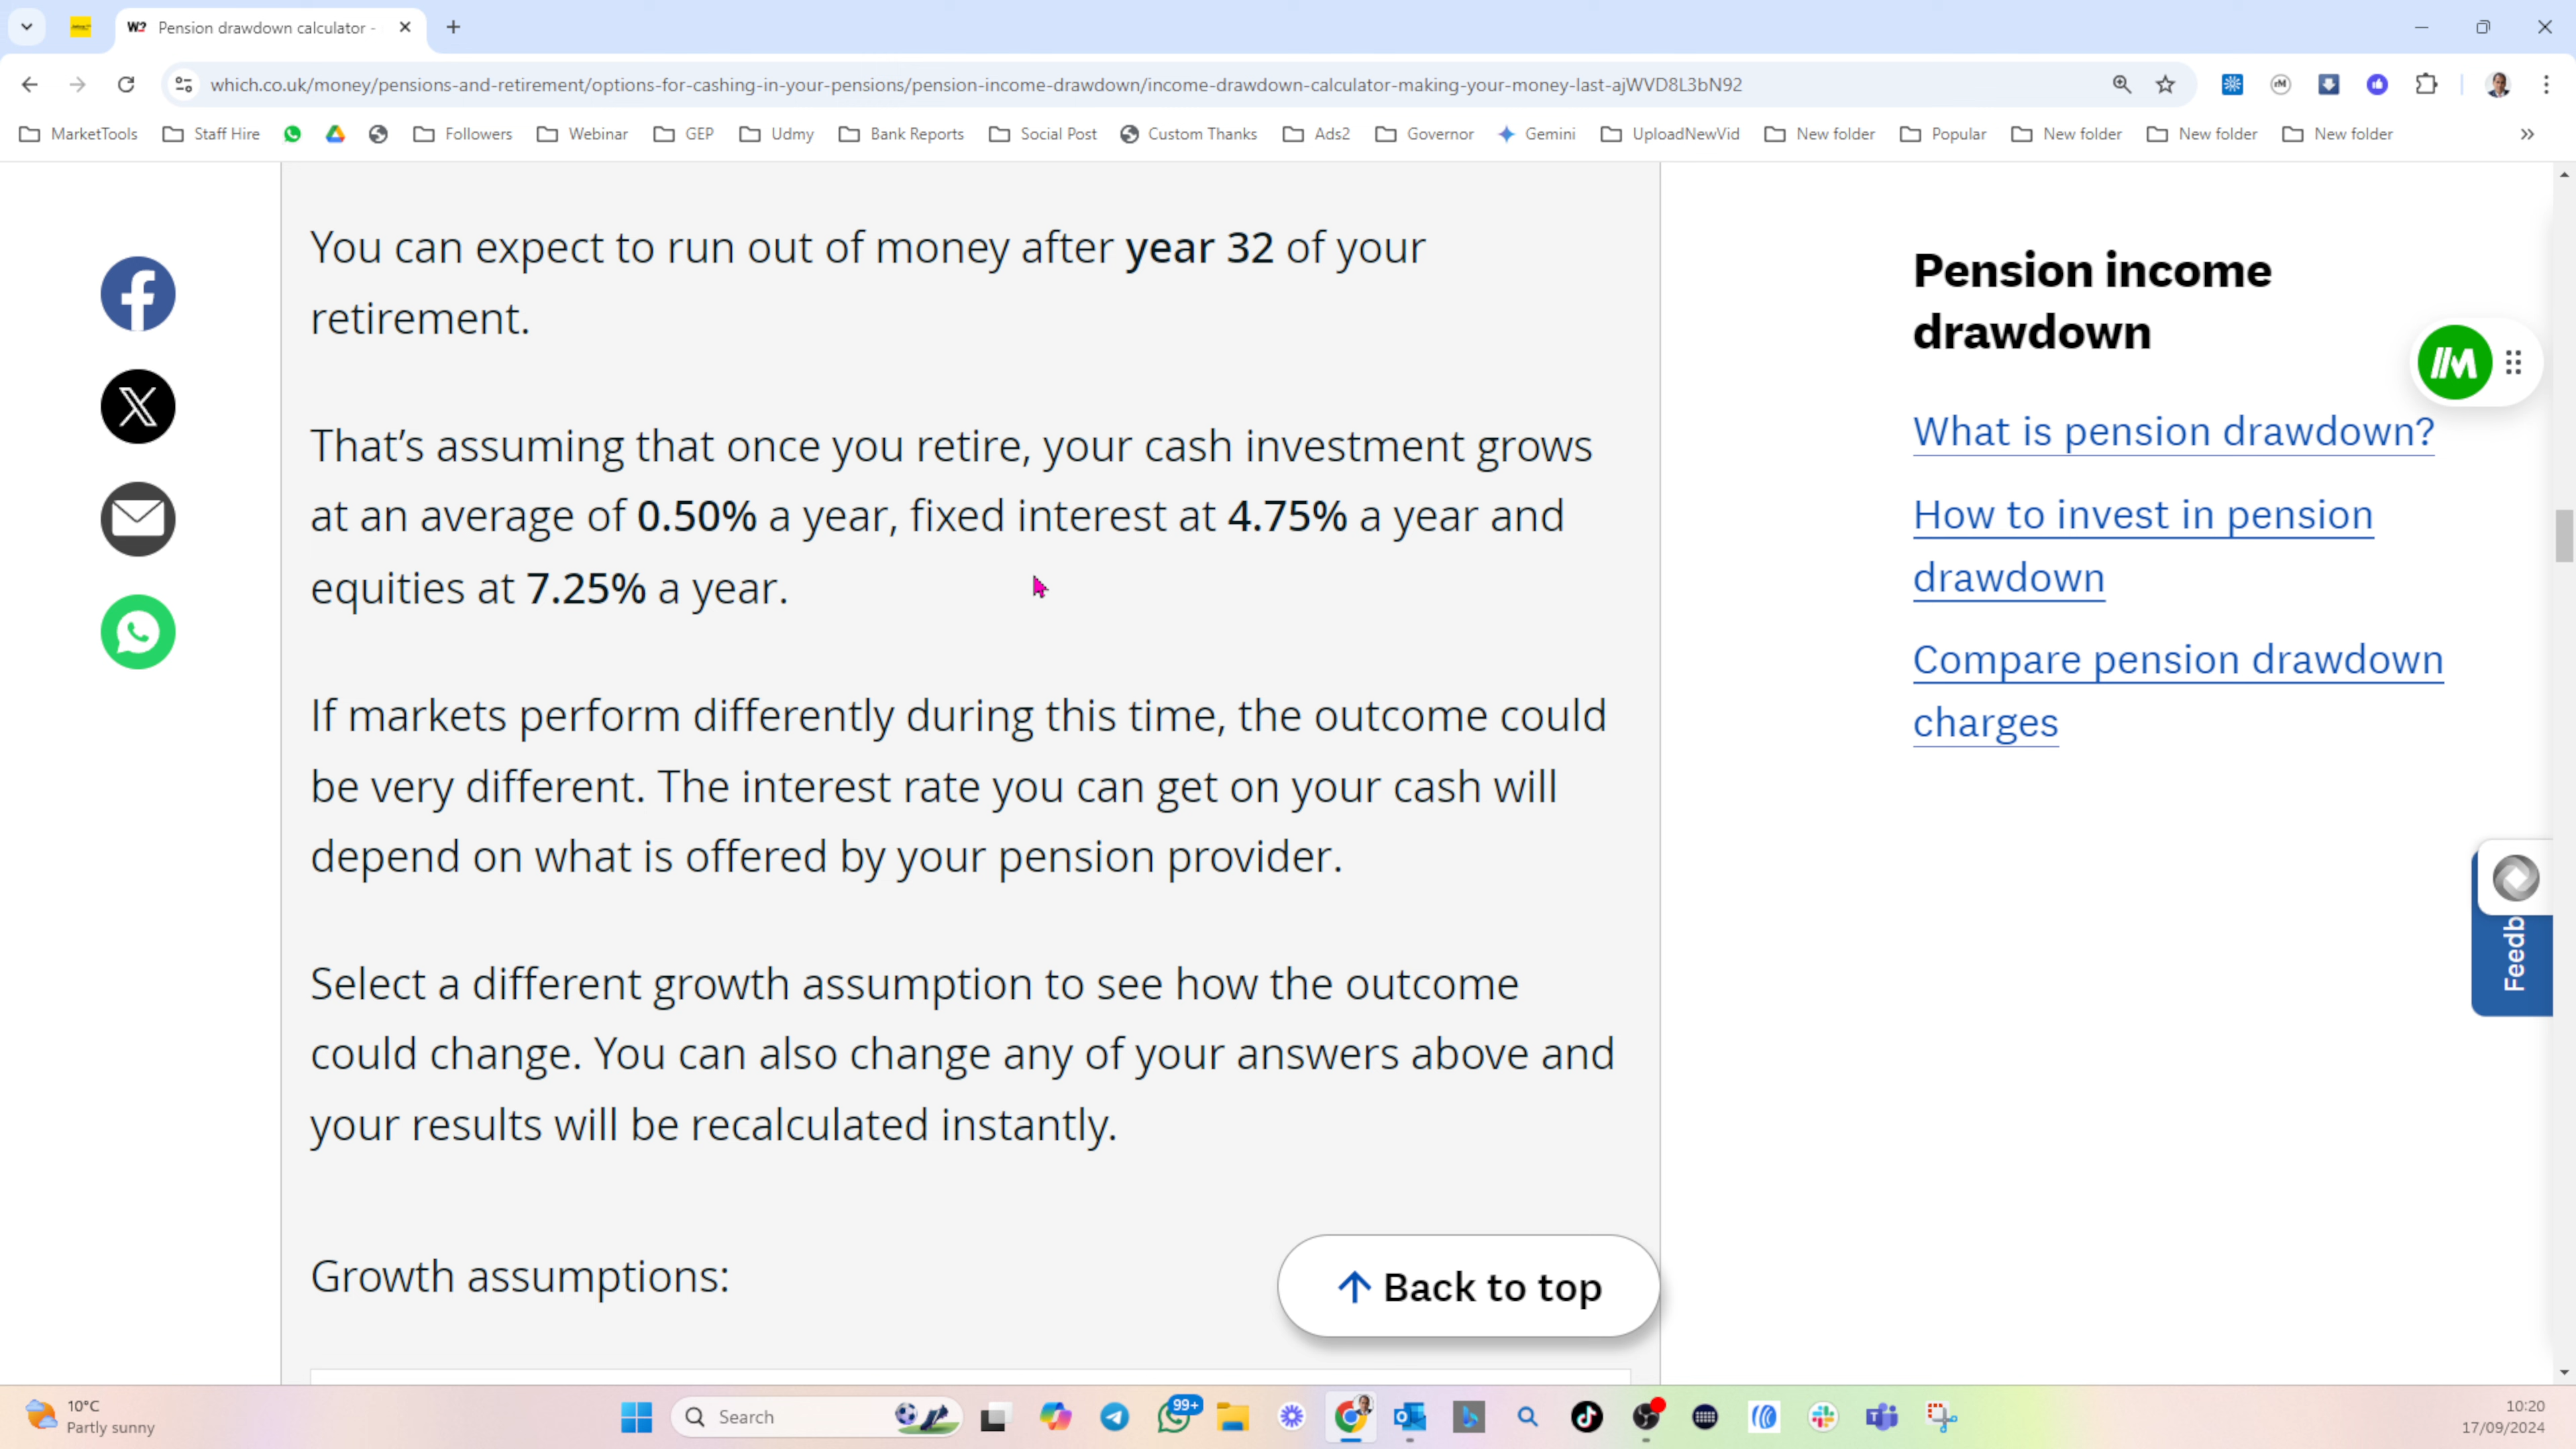 Pension drawdown calculator -
which.co.uk/money/pensions-and-retirement/options-for-cashing-in-your-pensions/pension-income-drawdown/income-drawdown-calculator-making-your-money-last-ajWVD8L3bN92
MarketTools Staff Hire Followers Webinar GEP Udmy Bank Reports Social Post Custom Thanks Ads2 Governor Gemini UploadNewVid New folder Popular New folder New folder New folder
You can expect to run out of money after year 32 of your
retirement.
That's assuming that once you retire, your cash investment grows
at an average of 0.50% a year, fixed interest at 4.75% a year and
equities at 7.25% a year.
If markets perform differently during this time, the outcome could
be very different. The interest rate you can get on your cash will
depend on what is offered by your pension provider.
Select a different growth assumption to see how the outcome
could change. You can also change any of your answers above and
your results will be recalculated instantly.
Growth assumptions:
Back to top
Pension income
drawdown
What is pension drawdown?
How to invest in pension
drawdown
Compare pension drawdown
charges
Feedb
10°C
Partly sunny
Search
99+
10:20
17/09/2024